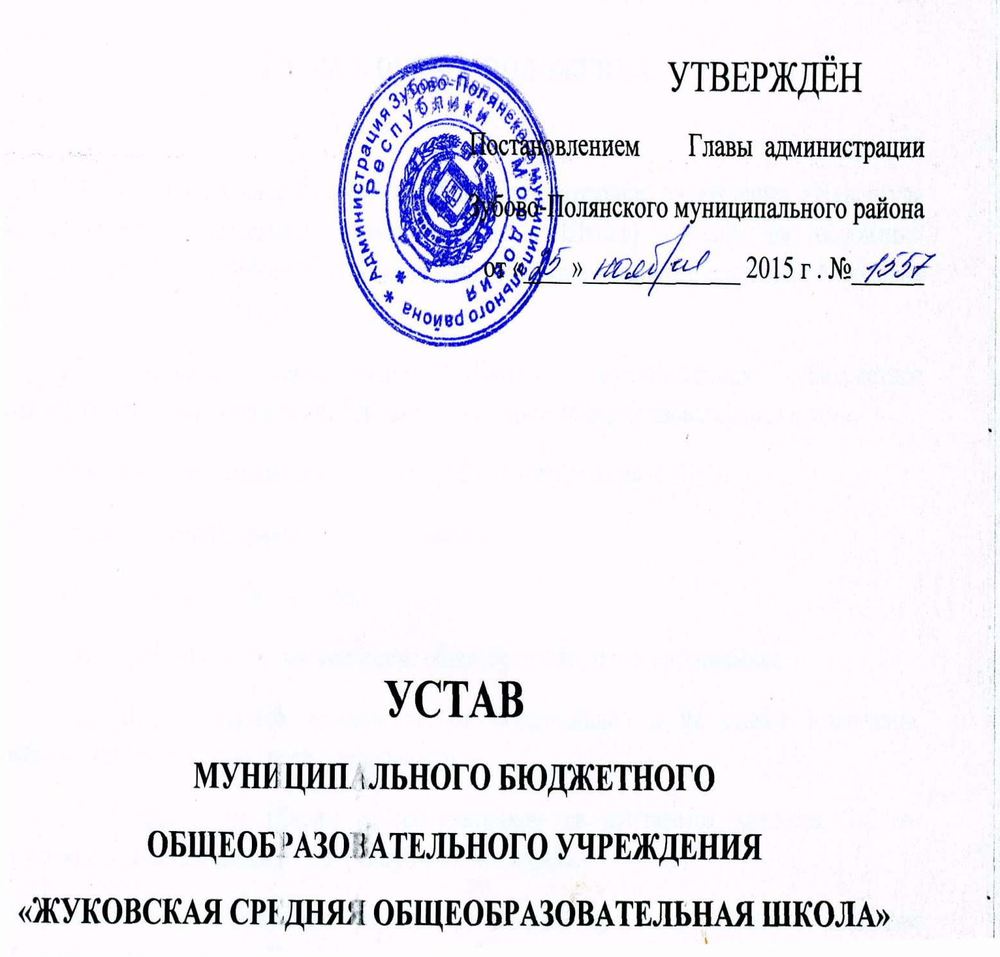 УТВЕРЖДЁН
Постановлением Главы администрации
Зубово-Полянского муниципального района
от «25» ноября 2015 г . № 1557
Администрация Зубово-Полянского муниципального района
Республики Мордовия
УСТАВ
МУНИЦИПАЛЬНОГО БЮДЖЕТНОГО
ОБЩЕОБРАЗОВАТЕЛЬНОГО УЧРЕЖДЕНИЯ
«ЖУКОВСКАЯ СРЕДНЯЯ ОБЩЕОБРАЗОВАТЕЛЬНАЯ ШКОЛА»